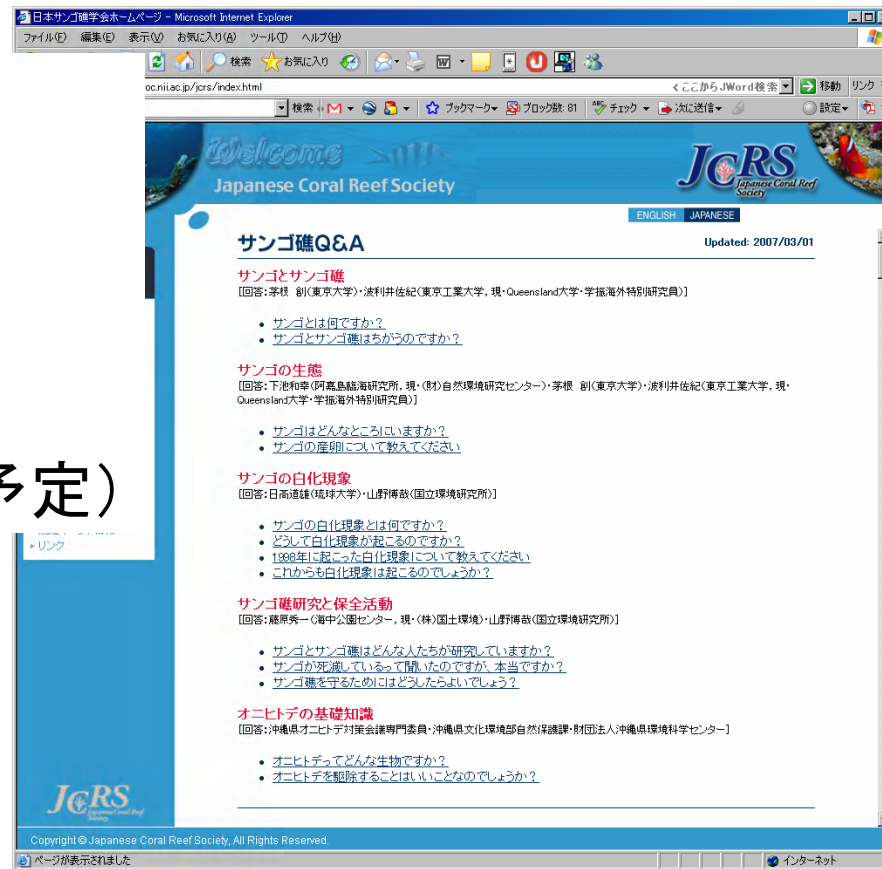 日本サンゴ礁学会ホームページ - Microsoft Internet Explorer
ファイル(F) 編集(E) 表示(V) お気に入り(A) ツール(T) ヘルプ(H)
検索 お気に入り
oc.nii.ac.jp/jcrs/index.html くここからJWord検索 移動 リンク
検索 ブックマーク ブロック数: 81 チェック 次に送信 設定
Welcome
Japanese Coral Reef Society
JCRS
Japanese Coral Reef
Society
ENGLISH JAPANESE
サンゴ礁Q&A Updated: 2007/03/01
サンゴとサンゴ礁
[回答:茅根 創(東京大学)・波利井佐紀(東京工業大学, 現・Queensland大学・学振海外特別研究員)]
• サンゴとは何ですか?
• サンゴとサンゴ礁はちがうのですか?
サンゴの生態
[回答:下池和幸(阿嘉島臨海研究所, 現・(財)自然環境研究センター)・茅根 創(東京大学)・波利井佐紀(東京工業大学, 現・
Queensland大学・学振海外特別研究員)]
• サンゴはどんなところにいますか?
• サンゴの産卵について教えてください
予定)
サンゴの白化現象
[回答:日高道雄(琉球大学)・山野博哉(国立環境研究所)]
リンク
• サンゴの白化現象とは何ですか?
• どうして白化現象が起こるのですか?
• 1998年に起こった白化現象について教えてください
• これからも白化現象は起こるのでしょうか?
サンゴ礁研究と保全活動
[回答:藤原秀一(海中公園センター, 現・(株)国土環境)・山野博哉(国立環境研究所)]
• サンゴとサンゴ礁はどんな人たちが研究していますか?
• サンゴが死滅しているって聞いたのですが、本当ですか?
• サンゴ礁を守るためにはどうしたらよいでしょう?
オニヒトデの基礎知識
[回答:沖縄県オニヒトデ対策会議専門委員・沖縄県文化環境部自然保護課・財団法人沖縄県環境科学センター]
• オニヒトデってどんな生物ですか?
• オニヒトデを駆除することはいいことなのでしょうか?
JCRS
Japanese Coral Reef
Society
Copyright © Japanese Coral Reef Society, All Rights Reserved.
ページが表示されました インターネット